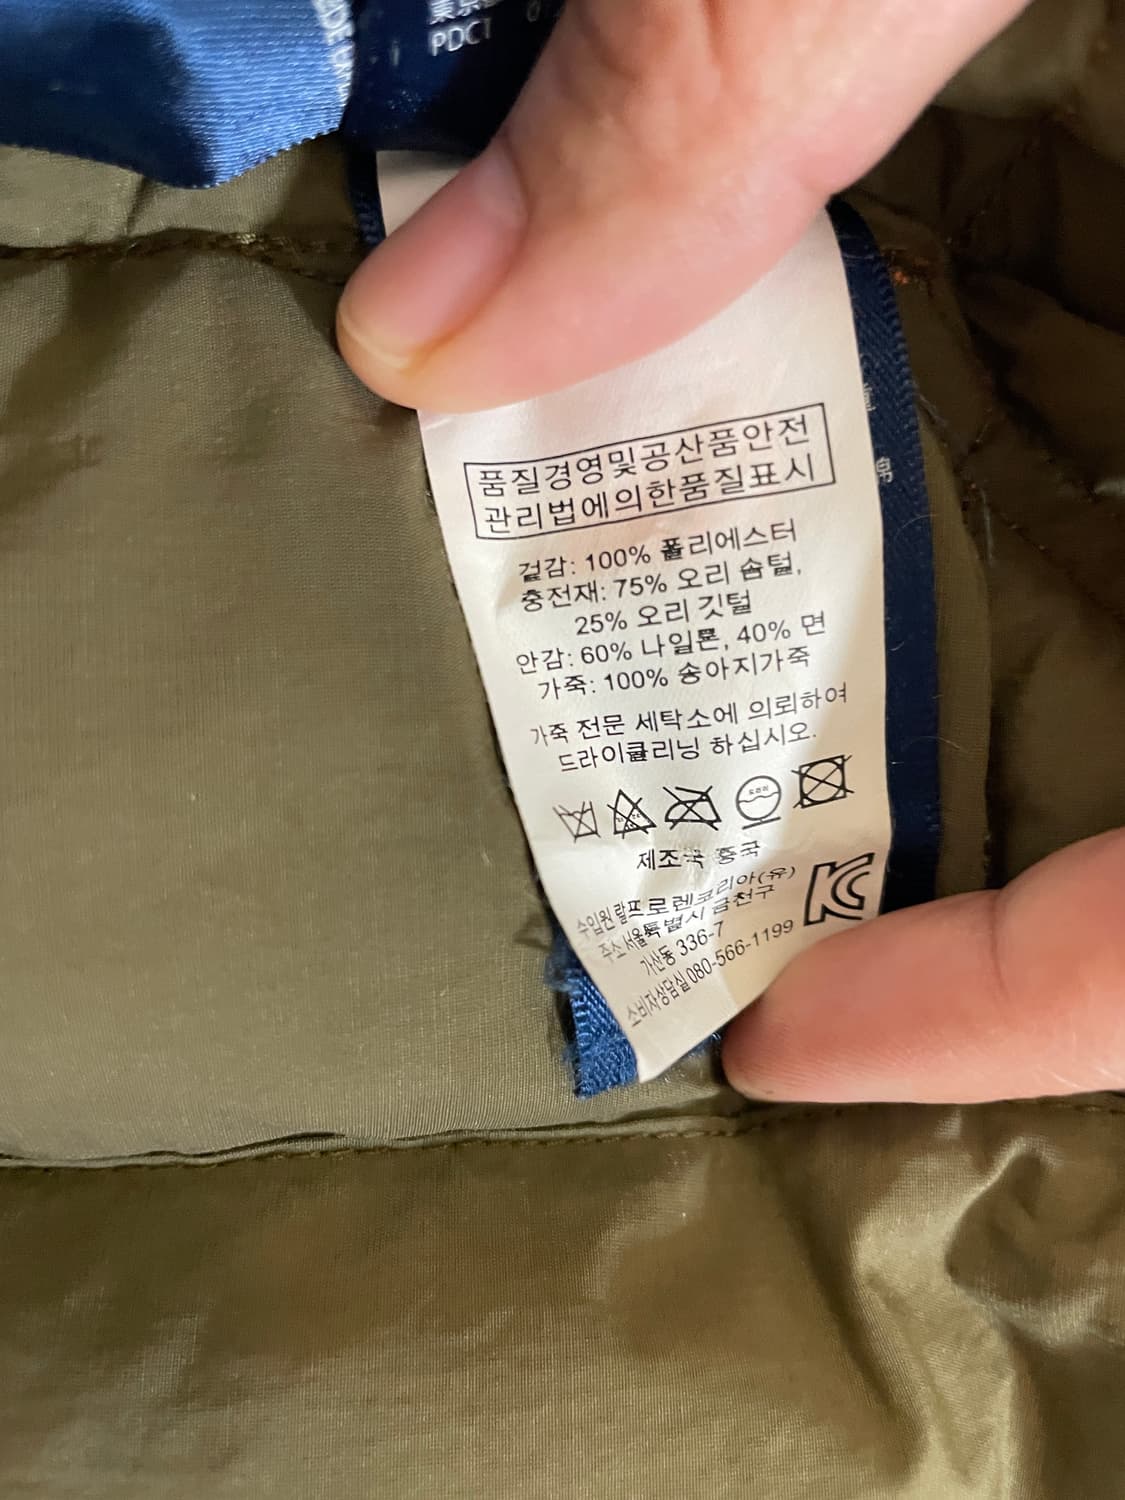 PDCT
품질경영및공산품안전
관리법에의한품질표시
겉감: 100% 폴리에스터
충전재: 75% 오리 솜털,
25% 오리 깃털
안감: 60% 나일론, 40% 면
가죽: 100% 송아지가죽
가죽 전문 세탁소에 의뢰하여
드라이클리닝 하십시오.
드라이
제조국 중국
수입원 랄프로렌코리아(유)
주소 서울특별시 금천구
가산동 336-7
소비자상담실 080-566-1199
KC